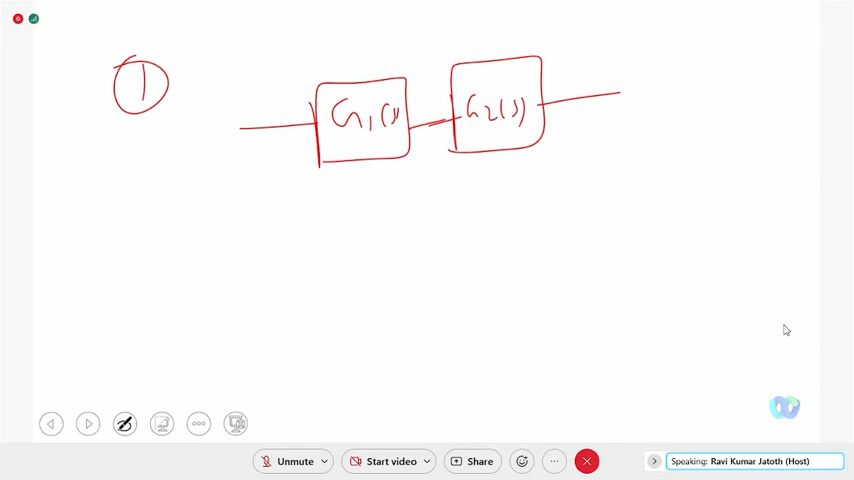 1
G1(s) G2(s)
Unmute Start video Share Speaking: Ravi Kumar Jatoth (Host)